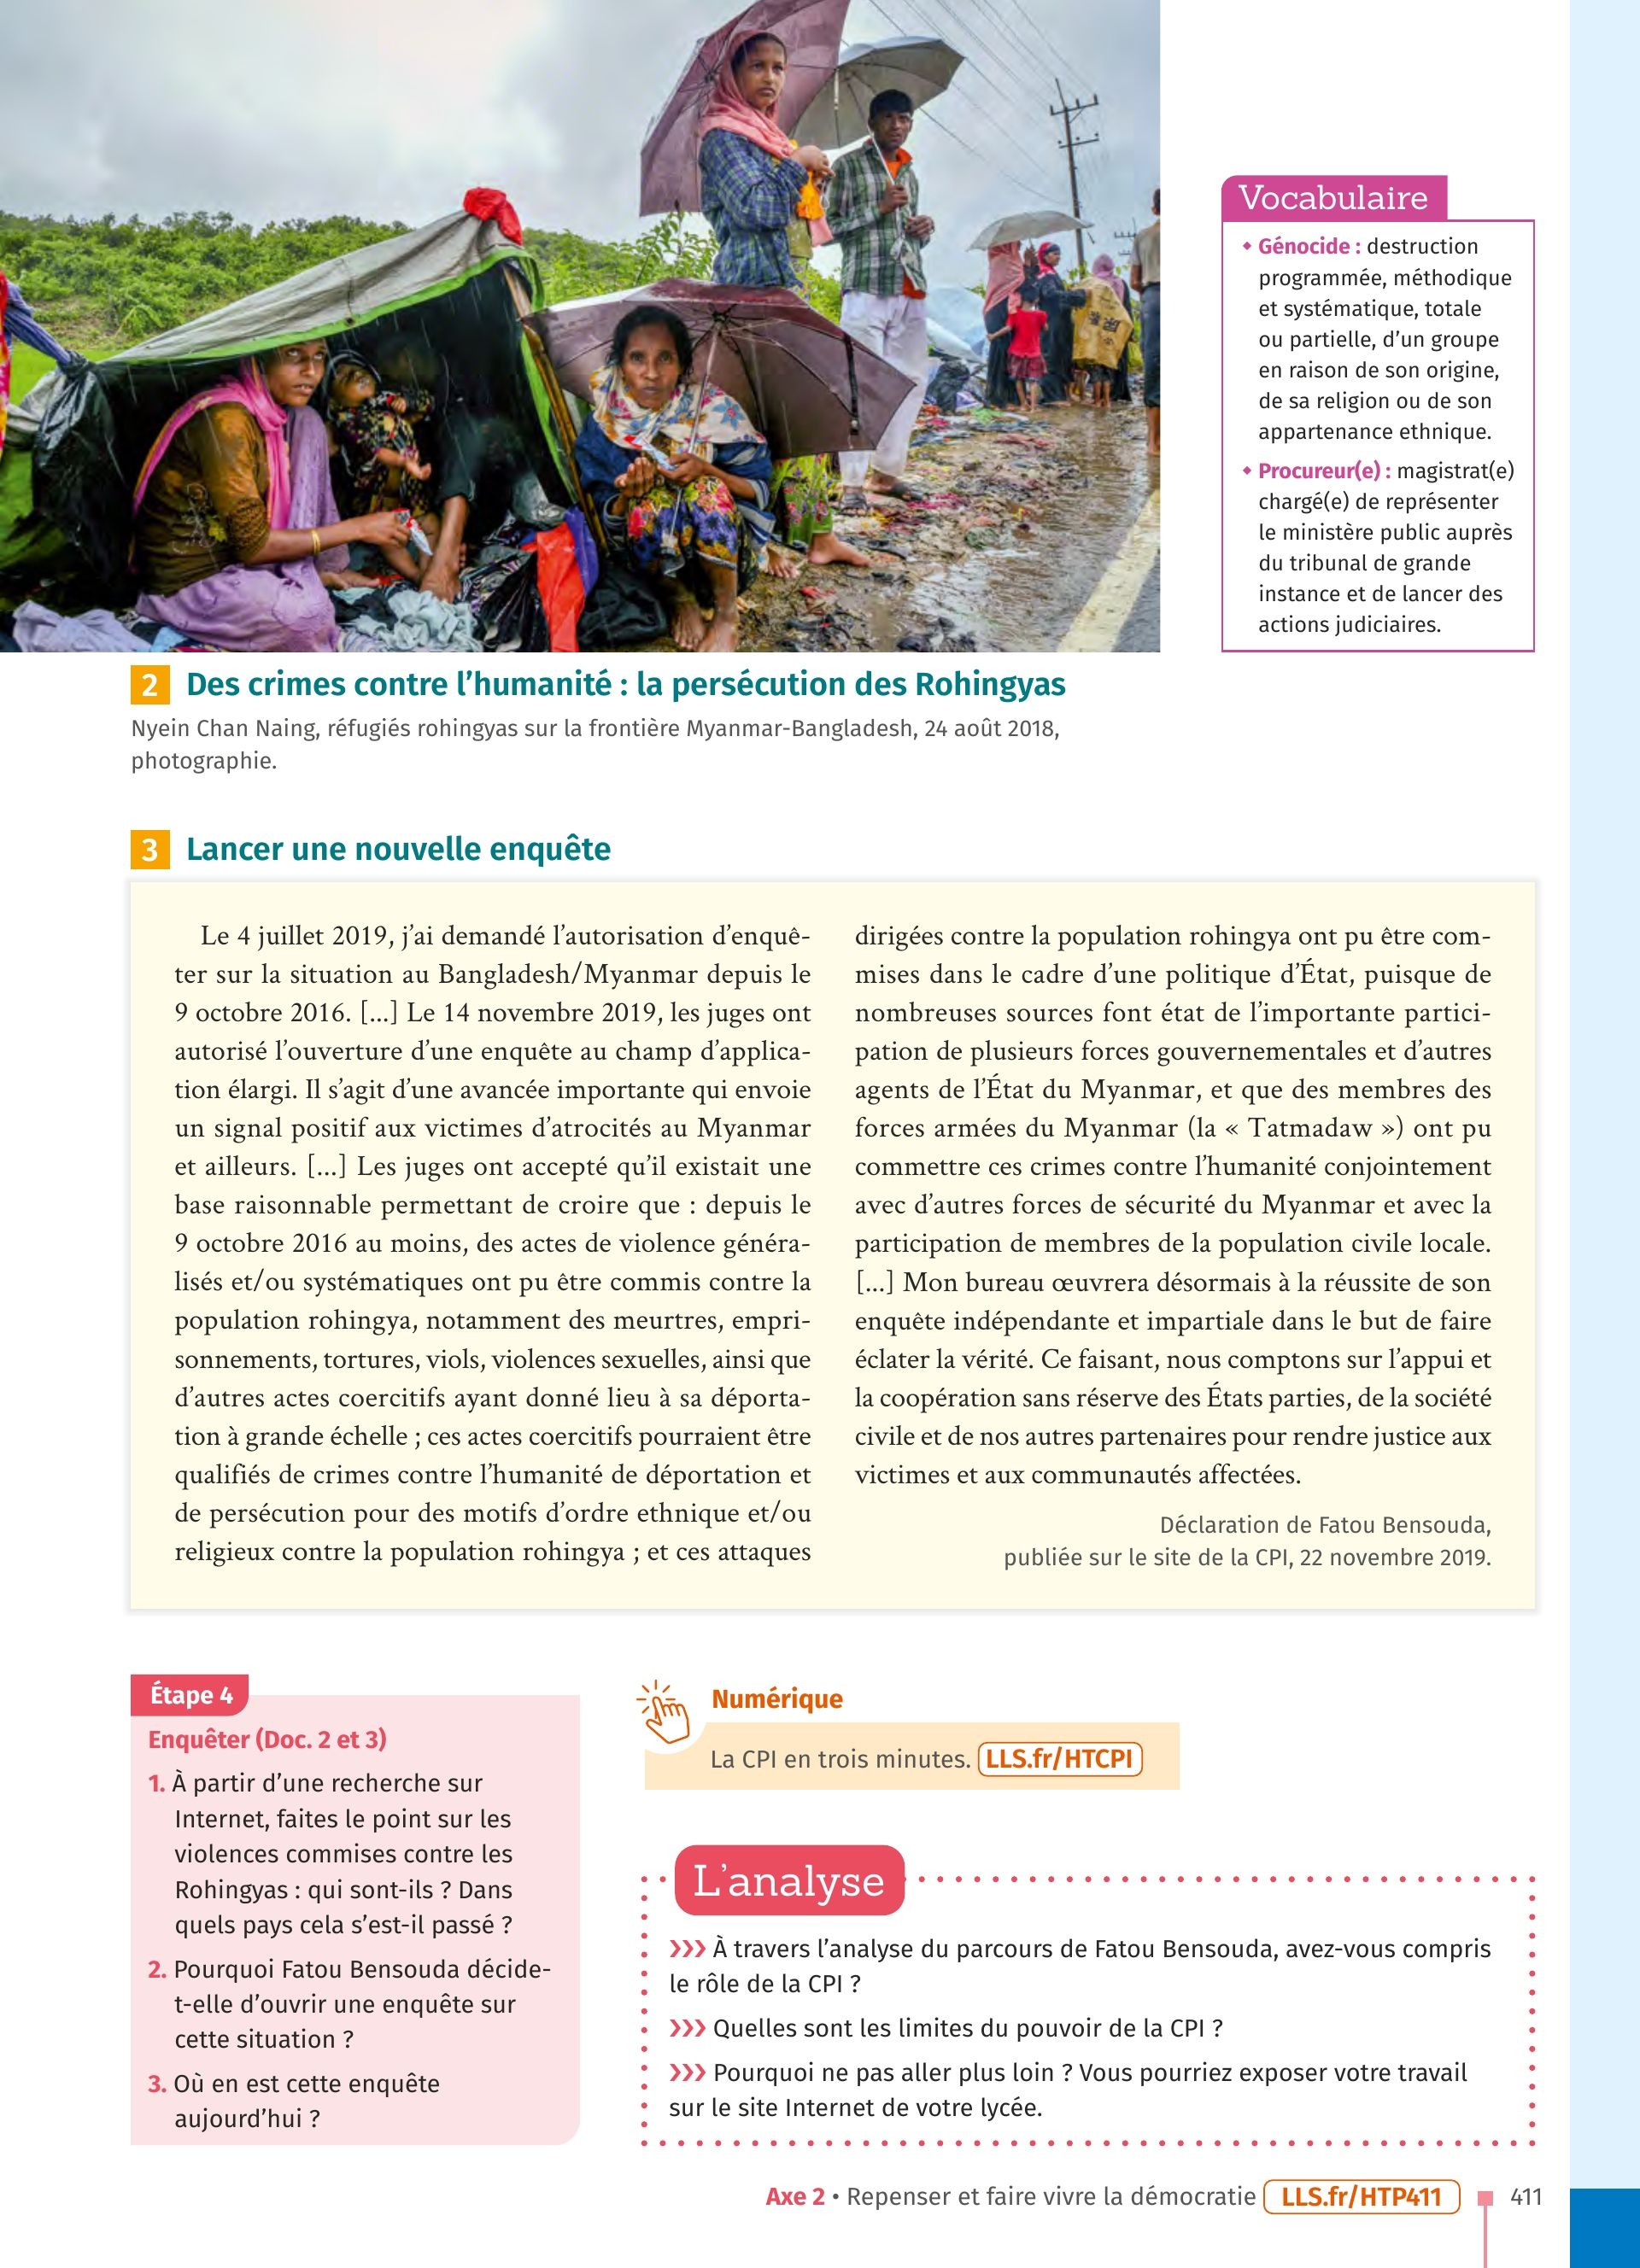 Vocabulaire
Génocide : destruction
programmée, méthodique
et systématique, totale
ou partielle, d’un groupe
en raison de son origine,
de sa religion ou de son
appartenance ethnique.
Procureur(e) : magistrat(e)
chargé(e) de représenter
le ministère public auprès
du tribunal de grande
instance et de lancer des
actions judiciaires.
2 Des crimes contre l’humanité : la persécution des Rohingyas
Nyein Chan Naing, réfugiés rohingyas sur la frontière Myanmar-Bangladesh, 24 août 2018,
photographie.
3 Lancer une nouvelle enquête
Le 4 juillet 2019, j’ai demandé l’autorisation d’enquê-
ter sur la situation au Bangladesh/Myanmar depuis le
9 octobre 2016. [...] Le 14 novembre 2019, les juges ont
autorisé l’ouverture d’une enquête au champ d’applica-
tion élargi. Il s’agit d’une avancée importante qui envoie
un signal positif aux victimes d’atrocités au Myanmar
et ailleurs. [...] Les juges ont accepté qu’il existait une
base raisonnable permettant de croire que : depuis le
9 octobre 2016 au moins, des actes de violence généra-
lisés et/ou systématiques ont pu être commis contre la
population rohingya, notamment des meurtres, empri-
sonnements, tortures, viols, violences sexuelles, ainsi que
d’autres actes coercitifs ayant donné lieu à sa déporta-
tion à grande échelle ; ces actes coercitifs pourraient être
qualifiés de crimes contre l’humanité de déportation et
de persécution pour des motifs d’ordre ethnique et/ou
religieux contre la population rohingya ; et ces attaques
dirigées contre la population rohingya ont pu être com-
mises dans le cadre d’une politique d’État, puisque de
nombreuses sources font état de l’importante partici-
pation de plusieurs forces gouvernementales et d’autres
agents de l’État du Myanmar, et que des membres des
forces armées du Myanmar (la « Tatmadaw ») ont pu
commettre ces crimes contre l’humanité conjointement
avec d’autres forces de sécurité du Myanmar et avec la
participation de membres de la population civile locale.
[...] Mon bureau œuvrera désormais à la réussite de son
enquête indépendante et impartiale dans le but de faire
éclater la vérité. Ce faisant, nous comptons sur l’appui et
la coopération sans réserve des États parties, de la société
civile et de nos autres partenaires pour rendre justice aux
victimes et aux communautés affectées.
Déclaration de Fatou Bensouda,
publiée sur le site de la CPI, 22 novembre 2019.
Étape 4
Enquêter (Doc. 2 et 3)
1. À partir d’une recherche sur
Internet, faites le point sur les
violences commises contre les
Rohingyas : qui sont-ils ? Dans
quels pays cela s’est-il passé ?
2. Pourquoi Fatou Bensouda décide-
t-elle d’ouvrir une enquête sur
cette situation ?
3. Où en est cette enquête
aujourd’hui ?
Numérique
La CPI en trois minutes. LLS.fr/HTCPI
L’analyse
À travers l’analyse du parcours de Fatou Bensouda, avez-vous compris
le rôle de la CPI ?
Quelles sont les limites du pouvoir de la CPI ?
Pourquoi ne pas aller plus loin ? Vous pourriez exposer votre travail
sur le site Internet de votre lycée.
Axe 2 • Repenser et faire vivre la démocratie LLS.fr/HTP411 411